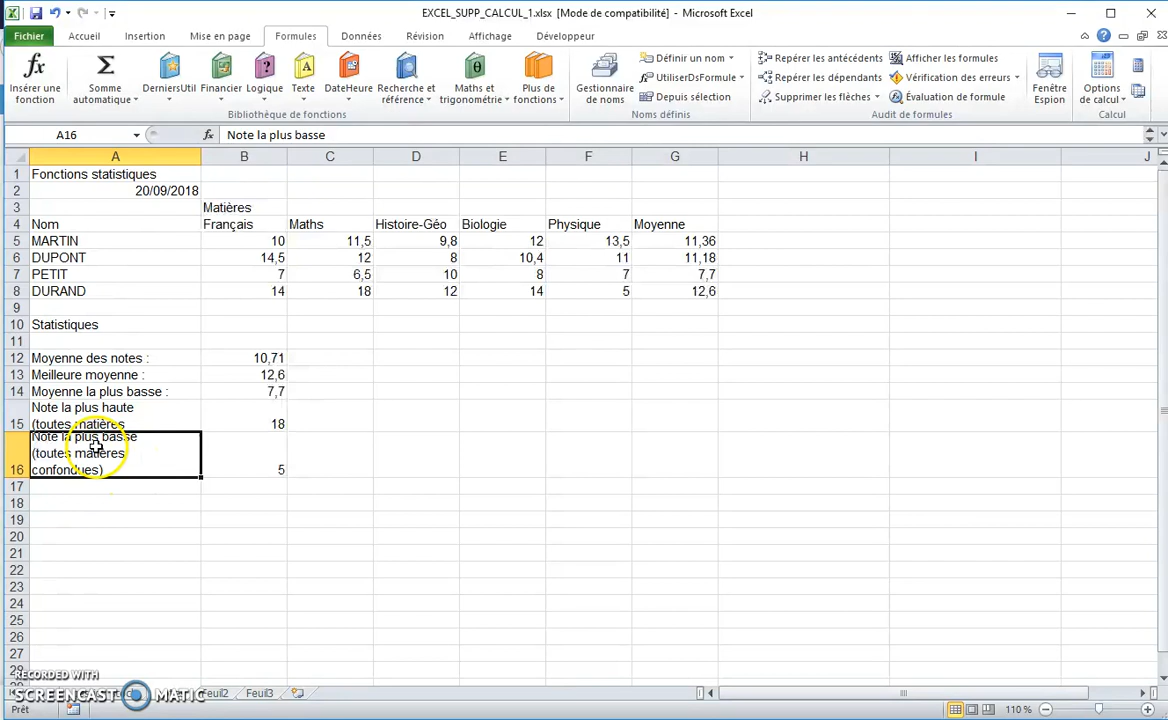 EXCEL_SUPP_CALCUL_1.xlsx [Mode de compatibilité] - Microsoft Excel
Fichier Accueil Insertion Mise en page Formules Données Révision Affichage Développeur
Insérer une fonction
Somme automatique
DerniersUtil
Financier
Logique
Texte
DateHeure
Recherche et référence
Maths et trigonométrie
Plus de fonctions
Bibliothèque de fonctions
Gestionnaire de noms
Définir un nom
UtiliserDsFormule
Depuis sélection
Noms définis
Repérer les antécédents
Repérer les dépendants
Supprimer les flèches
Afficher les formules
Vérification des erreurs
Évaluation de formule
Audit de formules
Fenêtre Espion
Options de calcul
Calcul
A16 fx Note la plus basse
A B C D E F G H I J
1 Fonctions statistiques
2 20/09/2018
3 Matières
4 Nom Français Maths Histoire-Géo Biologie Physique Moyenne
5 MARTIN 10 11,5 9,8 12 13,5 11,36
6 DUPONT 14,5 12 8 10,4 11 11,18
7 PETIT 7 6,5 10 8 7 7,7
8 DURAND 14 18 12 14 5 12,6
9
10 Statistiques
11
12 Moyenne des notes : 10,71
13 Meilleure moyenne : 12,6
14 Moyenne la plus basse : 7,7
Note la plus haute
15 (toutes matières 18
Note la plus basse
(toutes matières
16 confondues) 5
17
18
19
20
21
22
23
24
25
26
27
28
RECORDED WITH
SCREENCAST MATIC
Feuil2 Feuil3
Prêt 110 %